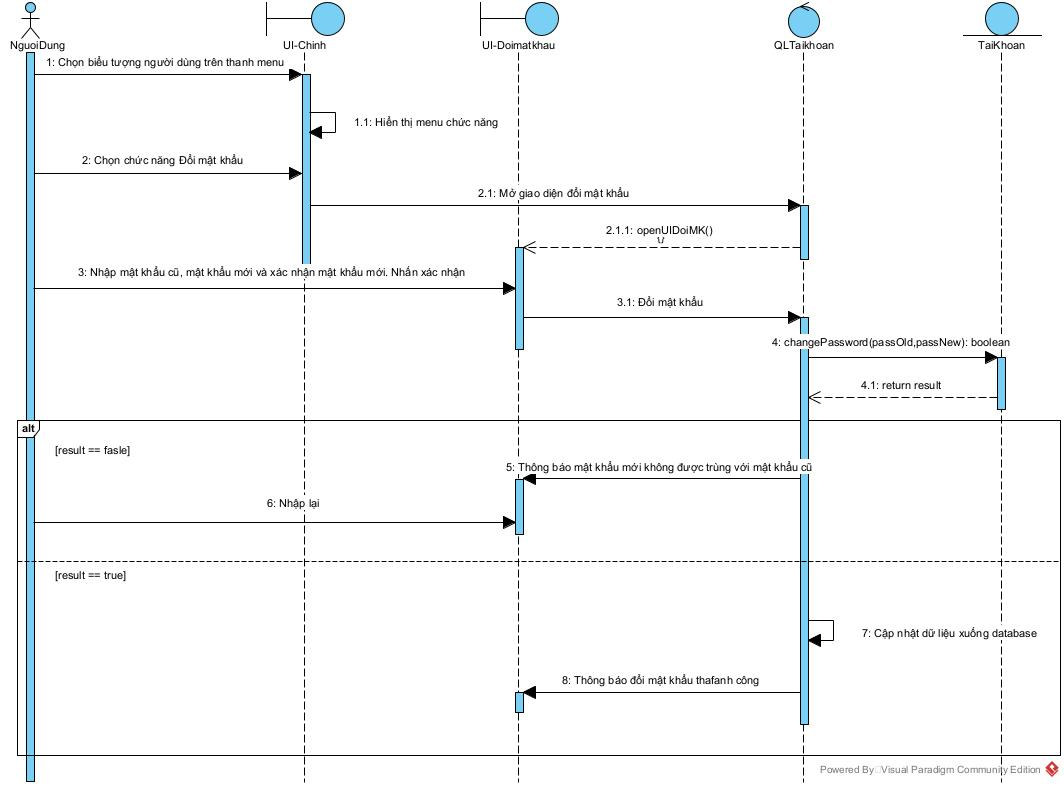 NguoiDung
UI-Chinh
UI-Doimatkhau
QLTaikhoan
TaiKhoan
1: Chọn biểu tượng người dùng trên thanh menu
1.1: Hiển thị menu chức năng
2: Chọn chức năng Đổi mật khẩu
2.1: Mở giao diện đổi mật khẩu
2.1.1: openUIDoiMK()
3: Nhập mật khẩu cũ, mật khẩu mới và xác nhận mật khẩu mới. Nhấn xác nhận
3.1: Đổi mật khẩu
4: changePassword(passOld,passNew): boolean
4.1: return result
alt
[result == fasle]
5: Thông báo mật khẩu mới không được trùng với mật khẩu cũ
6: Nhập lại
[result == true]
7: Cập nhật dữ liệu xuống database
8: Thông báo đổi mật khẩu thafanh công
Powered By Visual Paradigm Community Edition